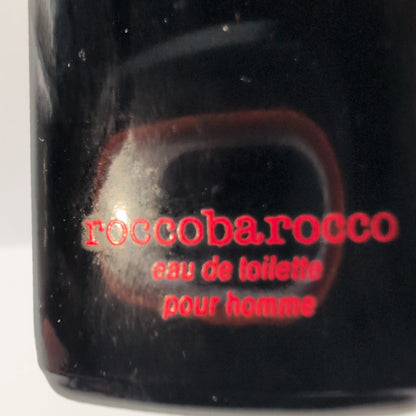 roccobarocco
eau de toilette
pour homme